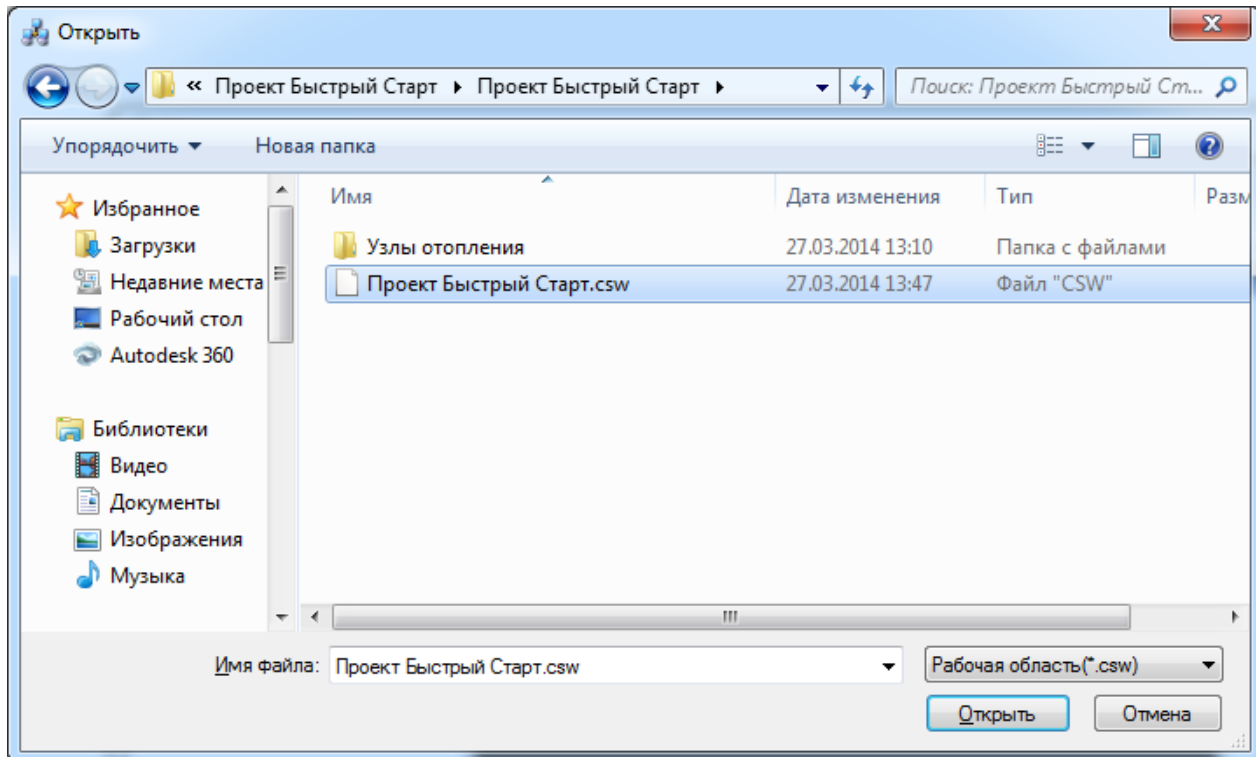 Открыть
« Проект Быстрый Старт Проект Быстрый Старт Поиск: Проект Быстрый Ст...
Упорядочить Новая папка
Избранное
Загрузки
Недавние места
Рабочий стол
Autodesk 360
Библиотеки
Видео
Документы
Изображения
Музыка
Имя Дата изменения Тип Разм
Узлы отопления 27.03.2014 13:10 Папка с файлами
Проект Быстрый Старт.csw 27.03.2014 13:47 Файл "CSW"
Имя файла: Проект Быстрый Старт.csw Рабочая область(*.csw)
Открыть Отмена